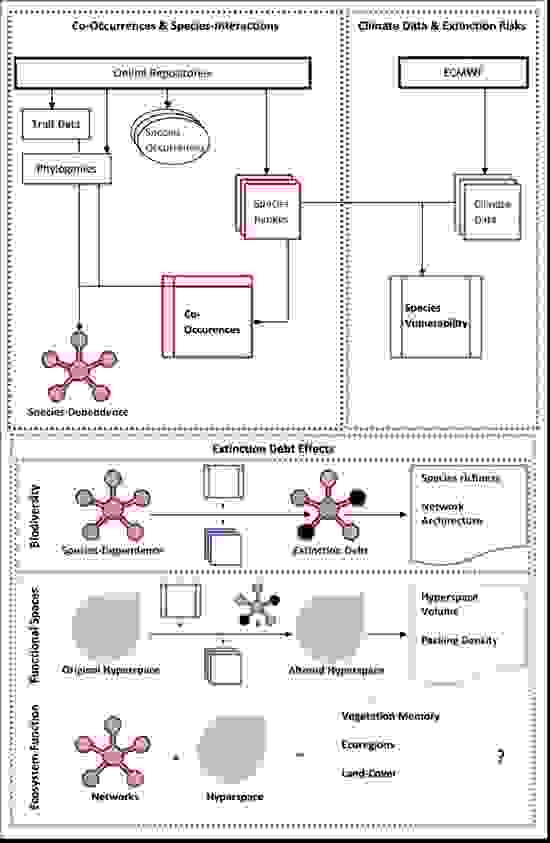 Co-Occurrences & Species-Interactions
Climate Data & Extinction Risks
Online Repositories
ECMWF
Trait Data
Species
Occurrences
Phylogenies
Species
Ranges
Climate
Data
Co-
Occurences
Species
Vulnerability
Species-Dependence
Extinction Debt Effects
Biodiversity
Species richness
Network
Architecture
Species-Dependence
Extinction Debt
Functional Spaces
Hyperspace
Volume
Packing Density
Original Hyperspace
Altered Hyperspace
Ecosystem Function
Vegetation Memory
Ecoregions
Land-Cover
?
Networks
Hyperspace